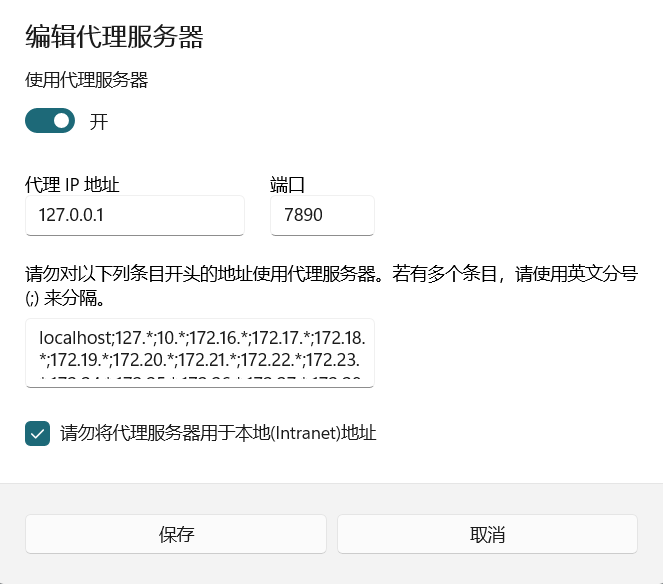 编辑代理服务器
使用代理服务器
开
代理 IP 地址
端口
127.0.0.1
7890
请勿对以下列条目开头的地址使用代理服务器。若有多个条目，请使用英文分号
(;) 来分隔。
localhost;127.*;10.*;172.16.*;172.17.*;172.18.
*;172.19.*;172.20.*;172.21.*;172.22.*;172.23.
请勿将代理服务器用于本地(Intranet)地址
保存
取消